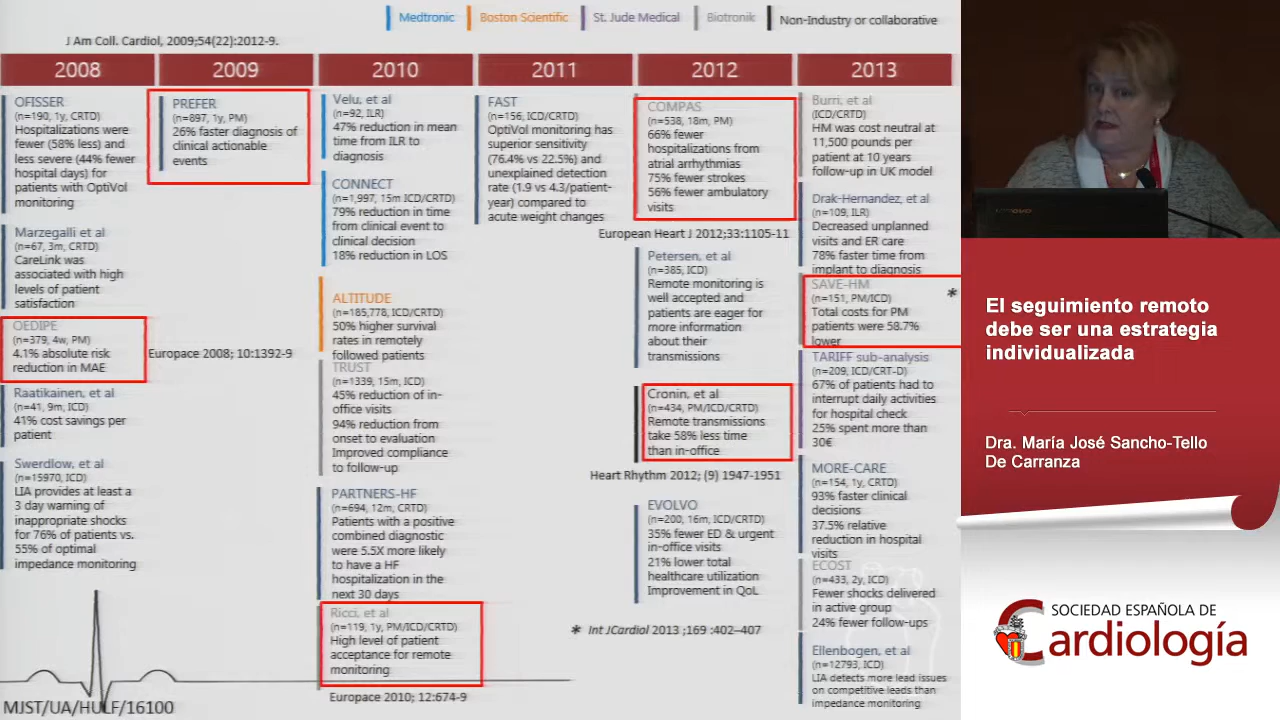 Medtronic
Boston Scientific
St. Jude Medical
Biotronik
Non-Industry or collaborative
J Am Coll. Cardiol, 2009;54(22):2012-9.
2008
2009
2010
2011
2012
2013
OFISSER
(n=190, 1y, CRTD)
Hospitalizations were
fewer (58% less) and
less severe (44% fewer
hospital days) for
patients with OptiVol
monitoring
Marzegalli et al
(n=67, 3m, CRTD)
CareLink was
associated with high
levels of patient
satisfaction
OEDIPE
(n=379, 4w, PM)
4.1% absolute risk
reduction in MAE
Europace 2008; 10:1392-9
Raatikainen, et al
(n=41, 9m, ICD)
41% cost savings per
patient
Swerdlow, et al
(n=15970, ICD)
LIA provides at least a
3 day warning of
inappropriate shocks
for 76% of patients vs.
55% of optimal
impedance monitoring
PREFER
(n=897, 1y, PM)
26% faster diagnosis of
clinical actionable
events
Velu, et al
(n=92, ILR)
47% reduction in mean
time from ILR to
diagnosis
CONNECT
(n=1,997, 15m ICD/CRTD)
79% reduction in time
from clinical event to
clinical decision
18% reduction in LOS
ALTITUDE
(n=185,778, ICD/CRTD)
50% higher survival
rates in remotely
followed patients
TRUST
(n=1339, 15m, ICD)
45% reduction of in-
office visits
94% reduction from
onset to evaluation
Improved compliance
to follow-up
PARTNERS-HF
(n=694, 12m, CRTD)
Patients with a positive
combined diagnostic
were 5.5X more likely
to have a HF
hospitalization in the
next 30 days
Ricci, et al
(n=119, 1y, PM/ICD/CRTD)
High level of patient
acceptance for remote
monitoring
Europace 2010; 12:674-9
FAST
(n=156, ICD/CRTD)
OptiVol monitoring has
superior sensitivity
(76.4% vs 22.5%) and
unexplained detection
rate (1.9 vs 4.3/patient-
year) compared to
acute weight changes
COMPAS
(n=538, 18m, PM)
66% fewer
hospitalizations from
atrial arrhythmias
75% fewer strokes
56% fewer ambulatory
visits
European Heart J 2012;33:1105-11
Petersen, et al
(n=385, ICD)
Remote monitoring is
well accepted and
patients are eager for
more information
about their
transmissions
Cronin, et al
(n=434, PM/ICD/CRTD)
Remote transmissions
take 58% less time
than in-office
Heart Rhythm 2012; (9) 1947-1951
EVOLVO
(n=200, 16m, ICD/CRTD)
35% fewer ED & urgent
in-office visits
21% lower total
healthcare utilization
Improvement in QoL
* Int JCardiol 2013 ;169 :402–407
Burri, et al
(ICD/CRTD)
HM was cost neutral at
11,500 pounds per
patient at 10 years
follow-up in UK model
Drak-Hernandez, et al
(n=109, ILR)
Decreased unplanned
visits and ER care
78% faster time from
implant to diagnosis
SAVE-HM
*
(n=151, PM/ICD)
Total costs for PM
patients were 58.7%
lower
TARIFF sub-analysis
(n=209, ICD/CRT-D)
67% of patients had to
interrupt daily activities
for hospital check
25% spent more than
30€
MORE-CARE
(n=154, 1y, CRTD)
93% faster clinical
decisions
37.5% relative
reduction in hospital
visits
ECOST
(n=433, 2y, ICD)
Fewer shocks delivered
in active group
24% fewer follow-ups
Ellenbogen, et al
(n=12793, ICD)
LIA detects more lead issues
on competitive leads than
impedance monitoring
MJST/UA/HULF/16100
lenovo
El seguimiento remoto
debe ser una estrategia
individualizada
Dra. María José Sancho-Tello
De Carranza
SOCIEDAD ESPAÑOLA DE
Cardiología